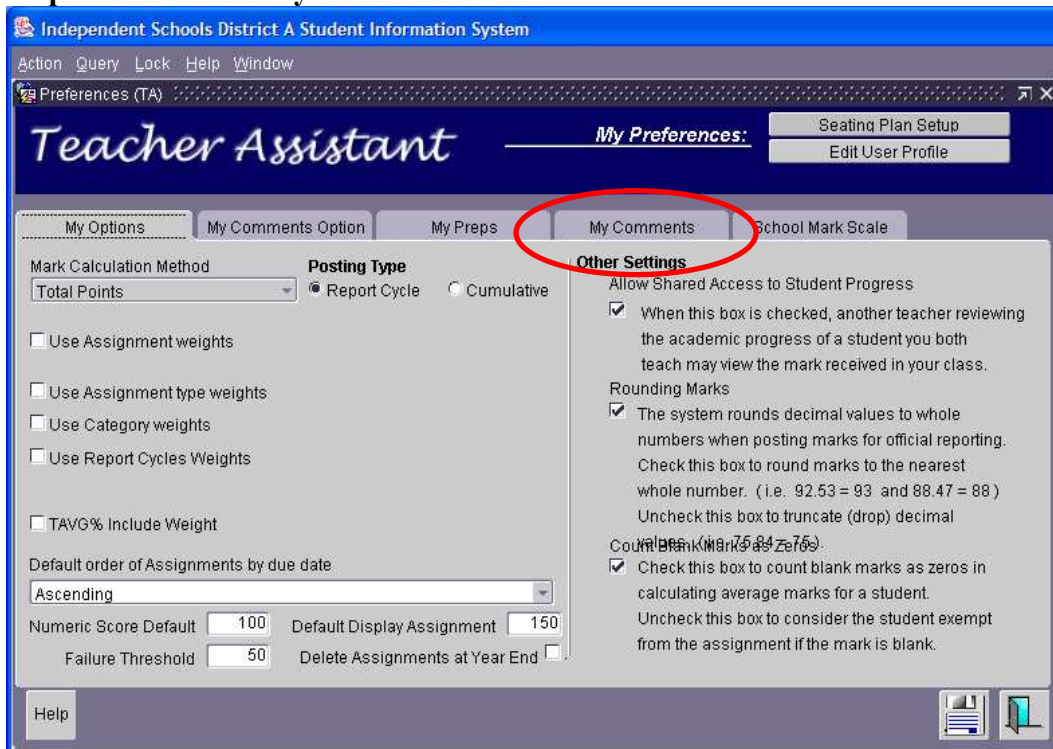 Independent Schools District A Student Information System
Action Query Lock Help Window
Preferences (TA)
Teacher Assistant
My Preferences:
Seating Plan Setup
Edit User Profile
My Options
My Comments Option
My Preps
My Comments
School Mark Scale
Mark Calculation Method
Total Points
Posting Type
Report Cycle
Cumulative
Use Assignment weights
Use Assignment type weights
Use Category weights
Use Report Cycles Weights
TAVG% Include Weight
Default order of Assignments by due date
Ascending
Numeric Score Default 100
Default Display Assignment 150
Failure Threshold 50
Delete Assignments at Year End
Other Settings
Allow Shared Access to Student Progress
When this box is checked, another teacher reviewing
the academic progress of a student you both
teach may view the mark received in your class.
Rounding Marks
The system rounds decimal values to whole
numbers when posting marks for official reporting.
Check this box to round marks to the nearest
whole number. (i.e. 92.53 = 93 and 88.47 = 88)
Uncheck this box to truncate (drop) decimal
values. (i.e. 75.84 = 75).
Count Blank Marks as Zeros
Check this box to count blank marks as zeros in
calculating average marks for a student.
Uncheck this box to consider the student exempt
from the assignment if the mark is blank.
Help